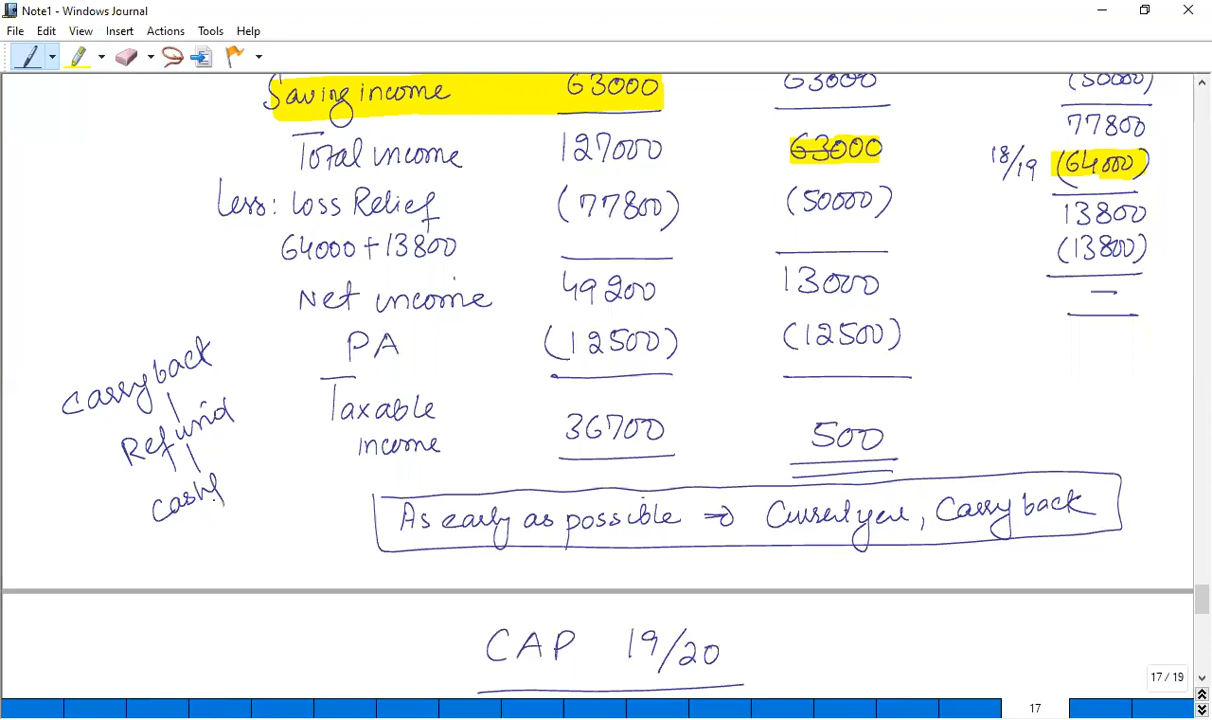 Note1 - Windows Journal
File Edit View Insert Actions Tools Help
Saving income 63000 63000 (50000)
77800
Total income 127000 63000 18/19 (64000)
Less: Loss Relief (77800) (50000) 13800
64000 + 13800 (13800)
Net income 49200 13000 —
PA (12500) (12500)
Taxable
income 36700 500
Carry back
Refund
Cash
As early as possible ⇒ Current year, Carry back
CAP 19/20
17 / 19
17